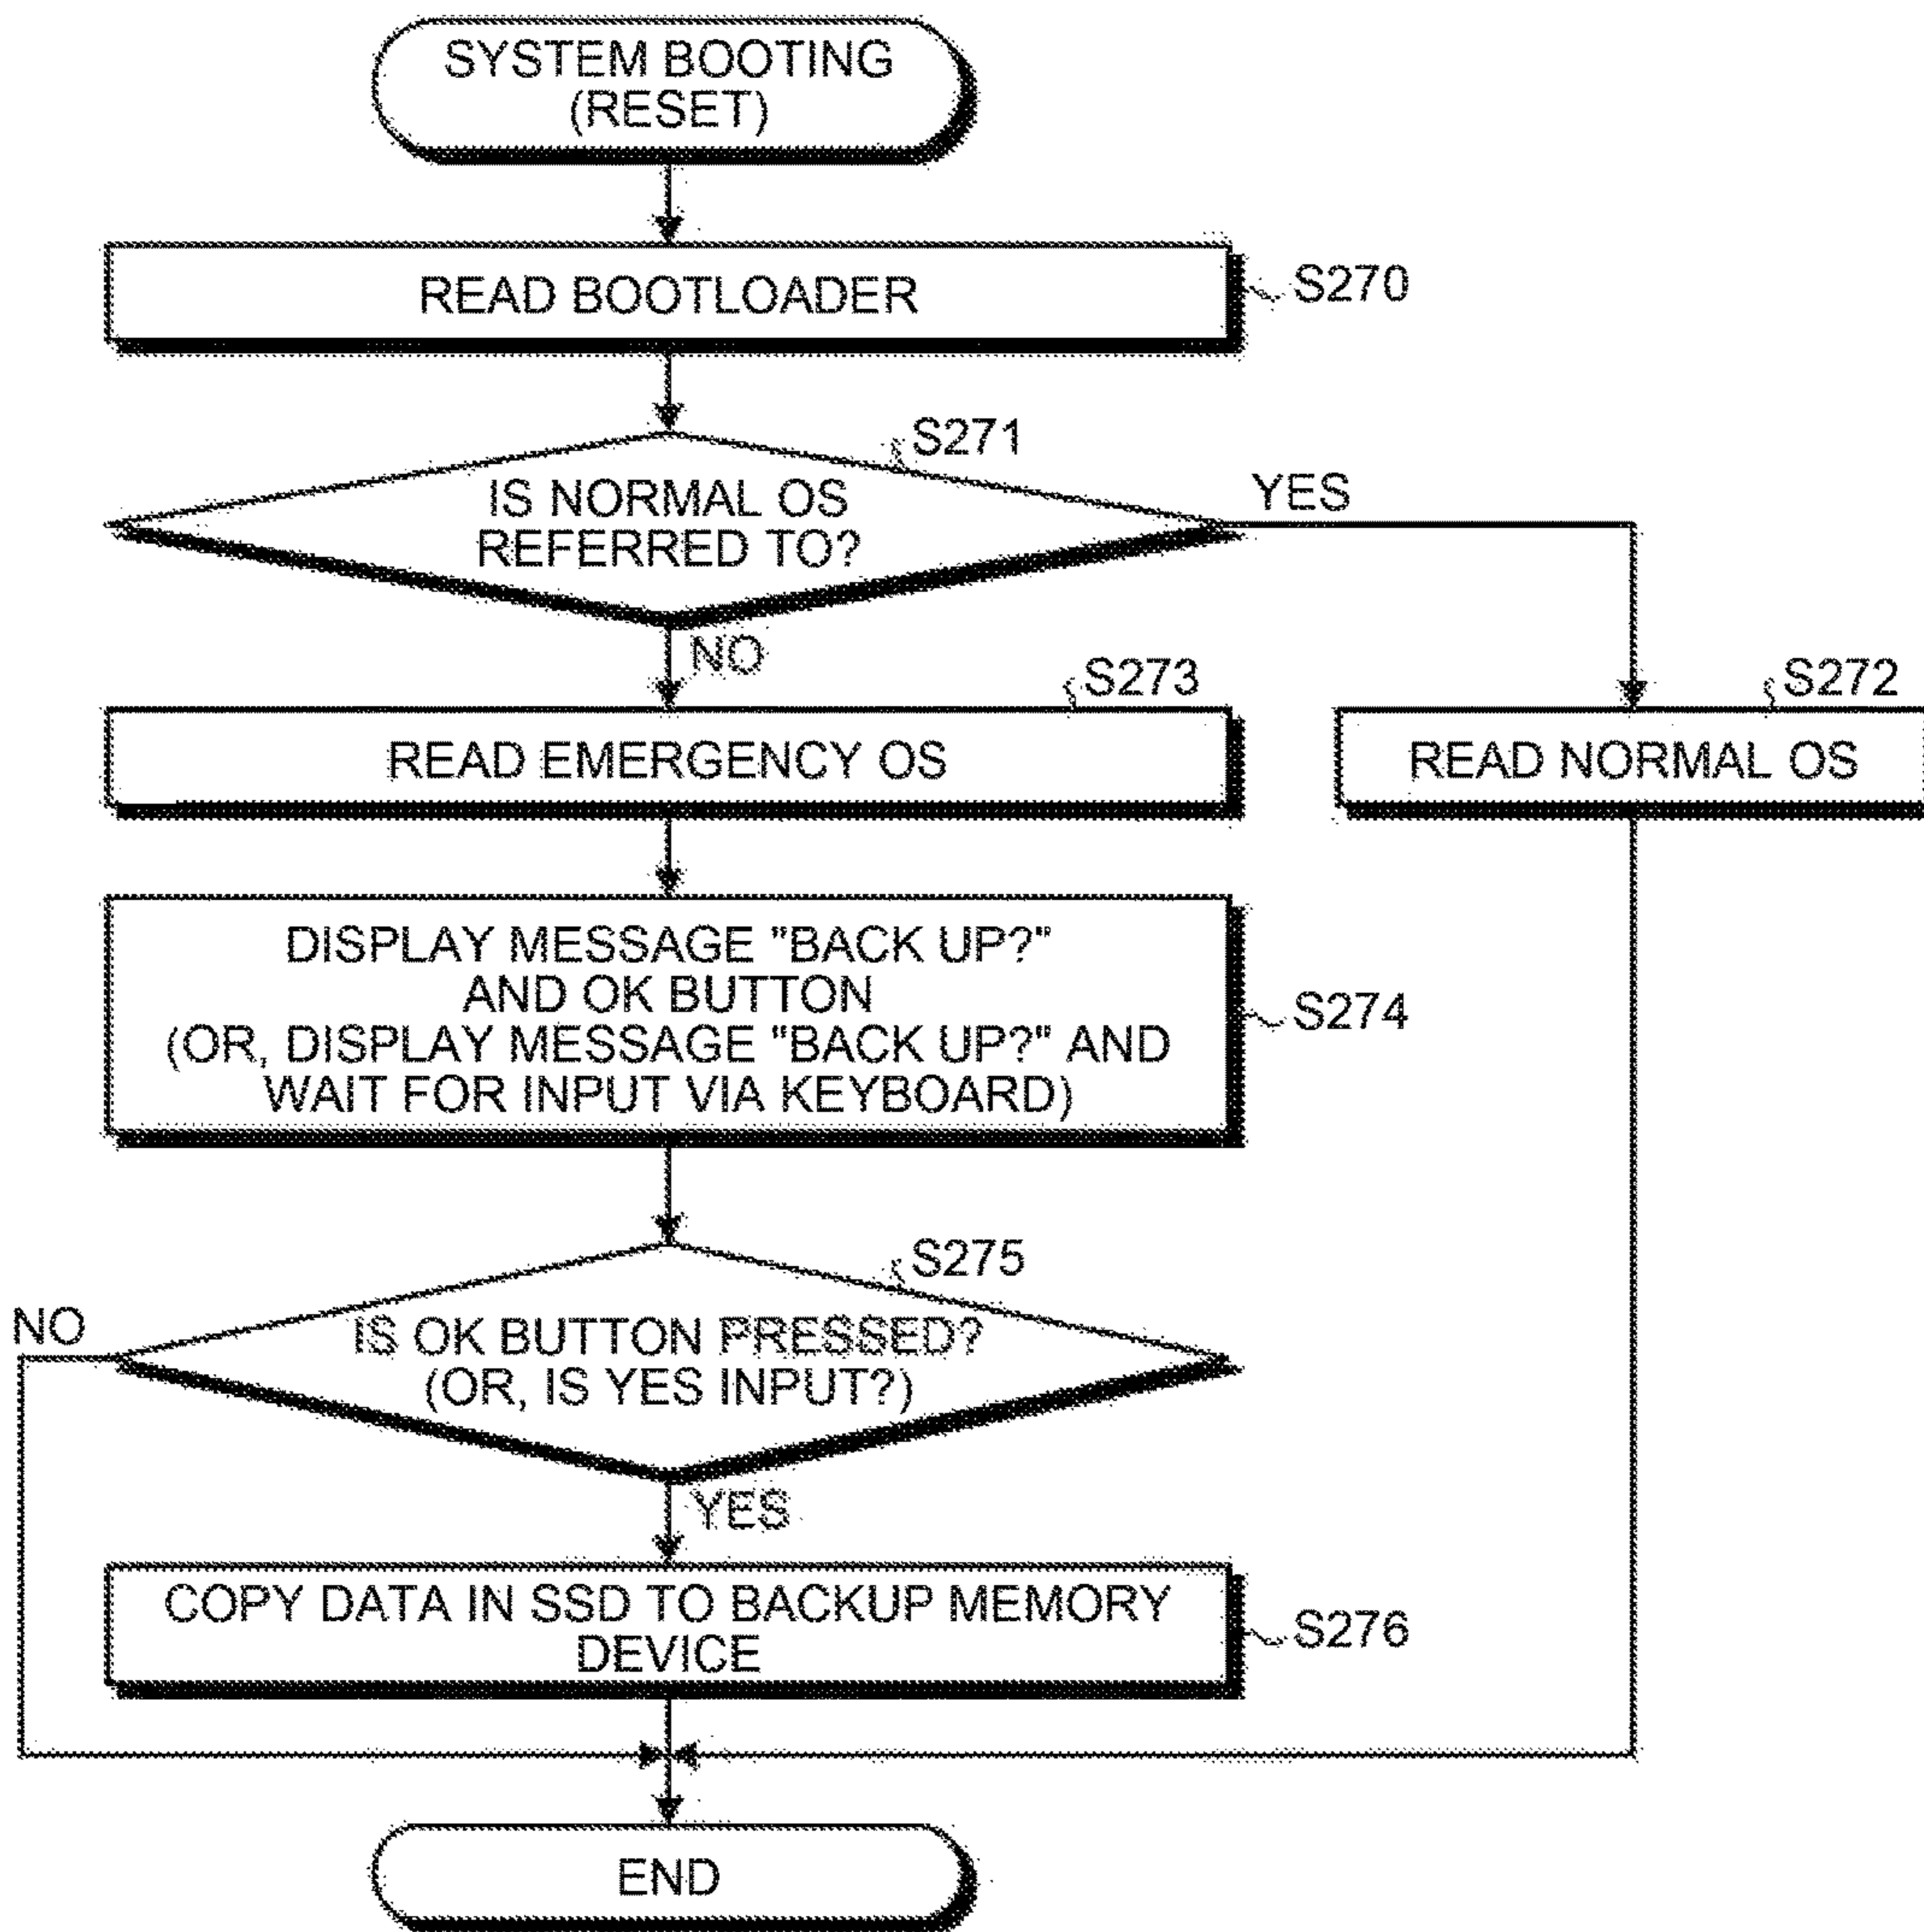 SYSTEM BOOTING
(RESET)
READ BOOTLOADER
S270
S271
IS NORMAL OS
REFERRED TO?
YES
NO
S273
READ EMERGENCY OS
S272
READ NORMAL OS
DISPLAY MESSAGE "BACK UP?"
AND OK BUTTON
(OR, DISPLAY MESSAGE "BACK UP?" AND
WAIT FOR INPUT VIA KEYBOARD)
S274
S275
IS OK BUTTON PRESSED?
(OR, IS YES INPUT?)
NO
YES
COPY DATA IN SSD TO BACKUP MEMORY
DEVICE
S276
END